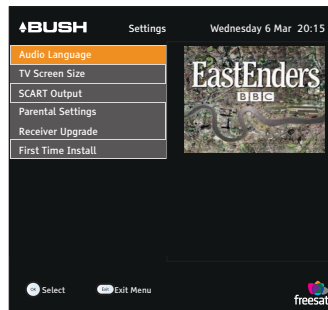 BUSH Settings Wednesday 6 Mar 20:15
Audio Language
TV Screen Size
SCART Output
Parental Settings
Receiver Upgrade
First Time Install
EastEnders
BBC
OK Select Exit Exit Menu
freesat